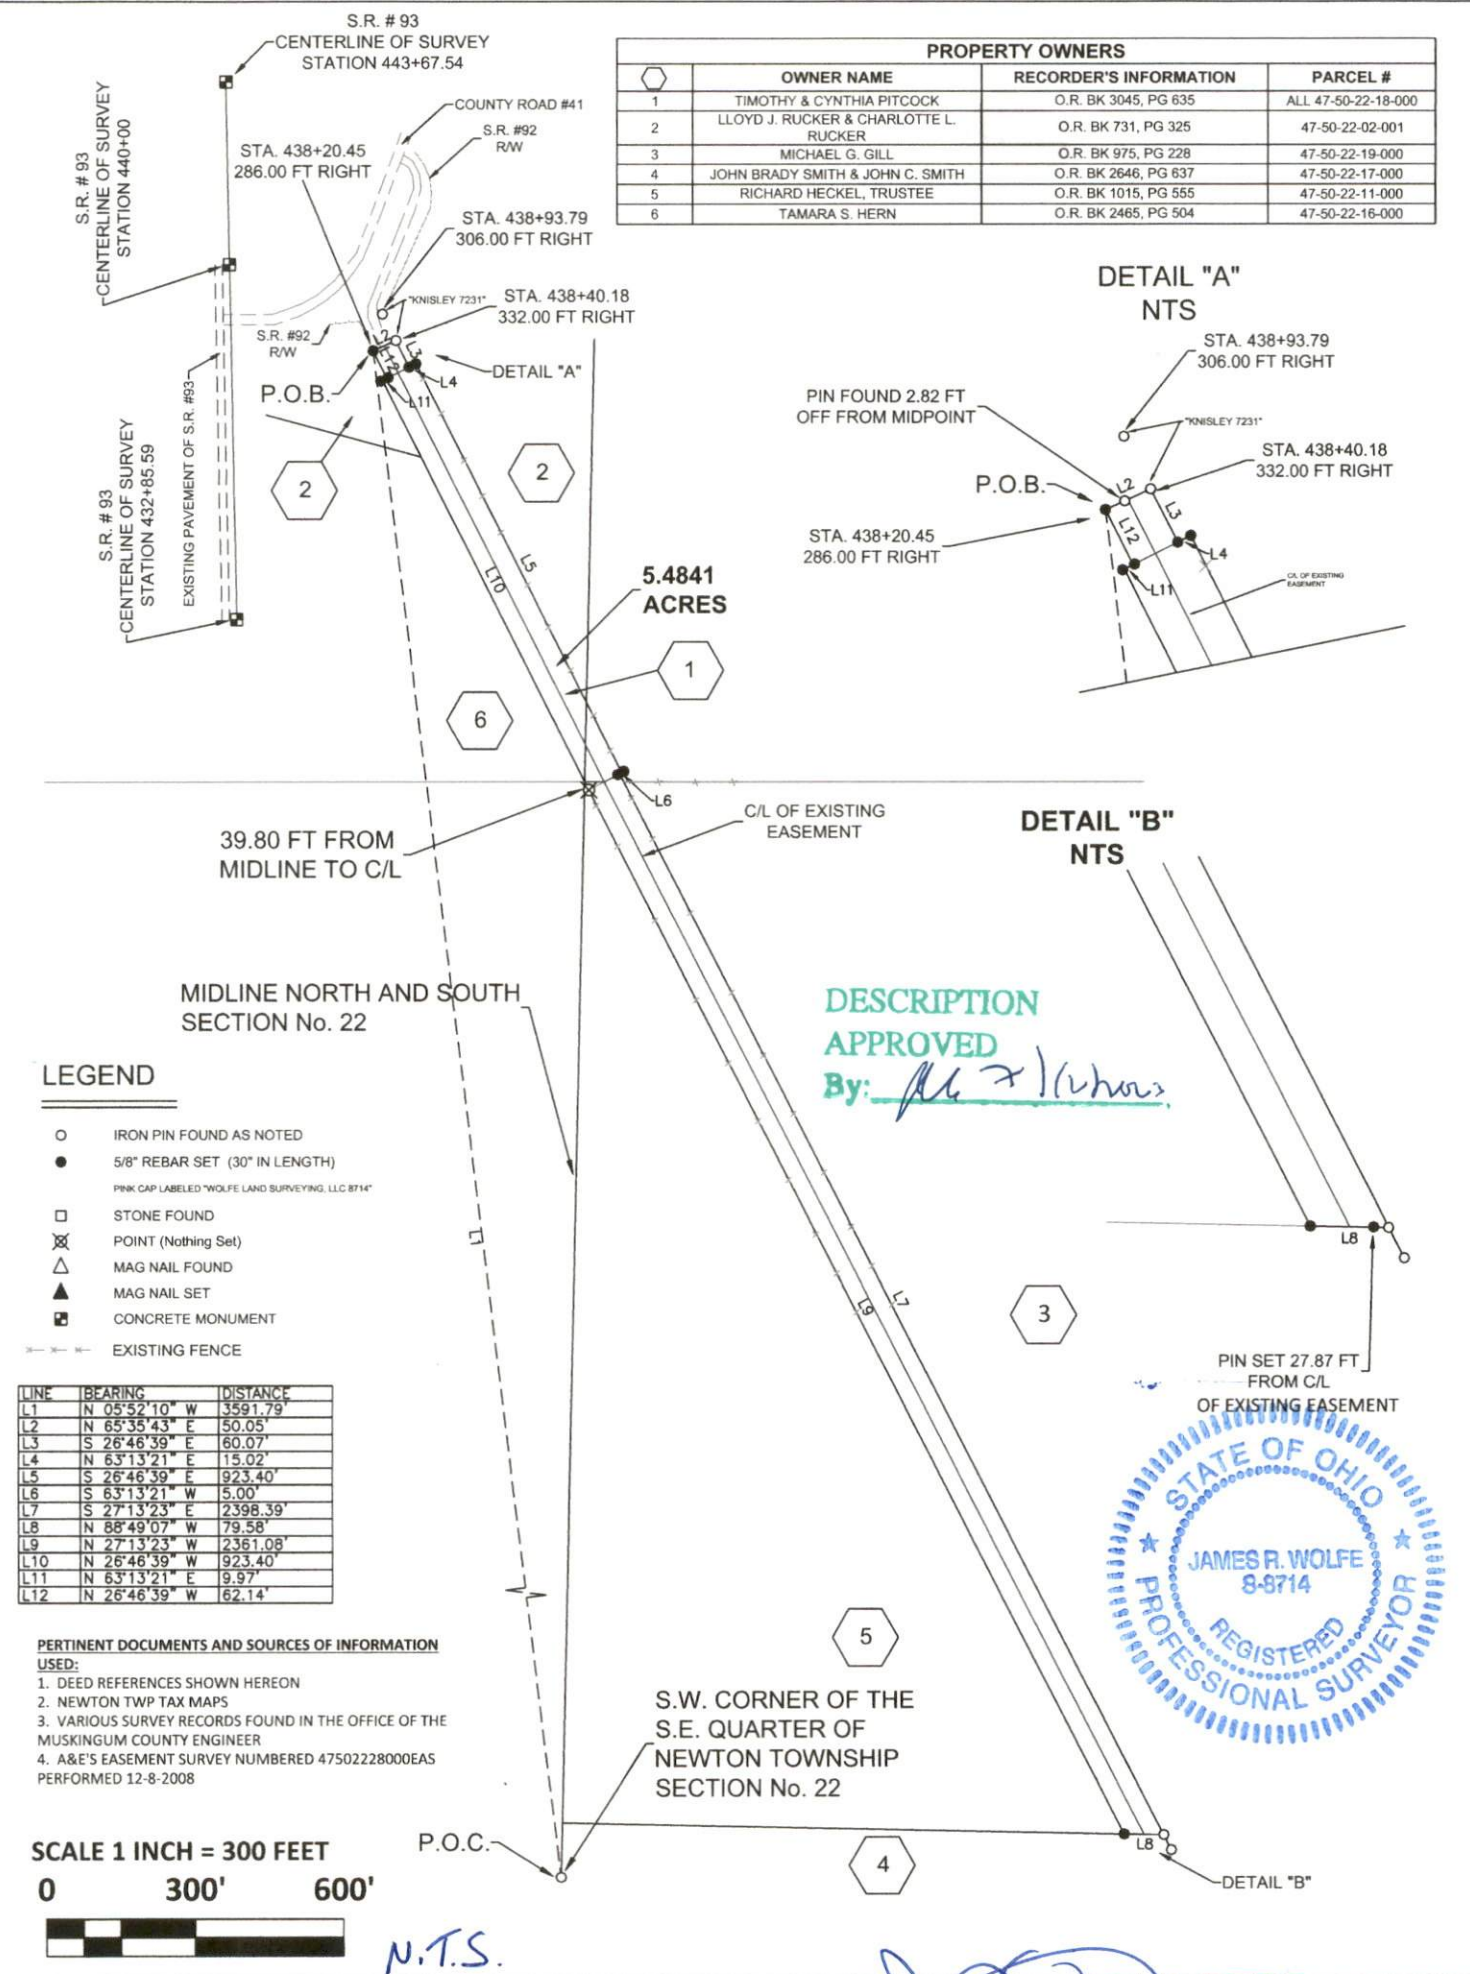 S.R. # 93
CENTERLINE OF SURVEY
STATION 443+67.54
S.R. # 93
CENTERLINE OF SURVEY
STATION 440+00
COUNTY ROAD #41
S.R. #92
R/W
STA. 438+20.45
286.00 FT RIGHT
STA. 438+93.79
306.00 FT RIGHT
"KNISLEY 7231"
STA. 438+40.18
332.00 FT RIGHT
S.R. #92
R/W
L2
L3
L12
L4
L11
DETAIL "A"
P.O.B.
EXISTING PAVEMENT OF S.R. #93
S.R. # 93
CENTERLINE OF SURVEY
STATION 432+85.59
PROPERTY OWNERS
OWNER NAME RECORDER'S INFORMATION PARCEL #
1 TIMOTHY & CYNTHIA PITCOCK O.R. BK 3045, PG 635 ALL 47-50-22-18-000
2 LLOYD J. RUCKER & CHARLOTTE L. RUCKER O.R. BK 731, PG 325 47-50-22-02-001
3 MICHAEL G. GILL O.R. BK 975, PG 228 47-50-22-19-000
4 JOHN BRADY SMITH & JOHN C. SMITH O.R. BK 2646, PG 637 47-50-22-17-000
5 RICHARD HECKEL, TRUSTEE O.R. BK 1015, PG 555 47-50-22-11-000
6 TAMARA S. HERN O.R. BK 2465, PG 504 47-50-22-16-000
DETAIL "A"
NTS
STA. 438+93.79
306.00 FT RIGHT
PIN FOUND 2.82 FT
OFF FROM MIDPOINT
"KNISLEY 7231"
STA. 438+40.18
332.00 FT RIGHT
P.O.B.
L2
L3
L12
L4
L11
STA. 438+20.45
286.00 FT RIGHT
C/L OF EXISTING
EASEMENT
2
2
L5
L10
5.4841
ACRES
1
6
L6
C/L OF EXISTING
EASEMENT
39.80 FT FROM
MIDLINE TO C/L
DETAIL "B"
NTS
MIDLINE NORTH AND SOUTH
SECTION No. 22
DESCRIPTION
APPROVED
By:
LEGEND
IRON PIN FOUND AS NOTED
5/8" REBAR SET (30" IN LENGTH)
PINK CAP LABELED "WOLFE LAND SURVEYING, LLC 8714"
STONE FOUND
POINT (Nothing Set)
MAG NAIL FOUND
MAG NAIL SET
CONCRETE MONUMENT
EXISTING FENCE
L1
L9
L7
3
L8
PIN SET 27.87 FT
FROM C/L
OF EXISTING EASEMENT
LINE BEARING DISTANCE
L1 N 05°52'10" W 3591.79'
L2 N 65°35'43" E 50.05'
L3 S 26°46'39" E 60.07'
L4 N 63°13'21" E 15.02'
L5 S 26°46'39" E 923.40'
L6 S 63°13'21" W 5.00'
L7 S 27°13'23" E 2398.39'
L8 N 88°49'07" W 79.58'
L9 N 27°13'23" W 2361.08'
L10 N 26°46'39" W 923.40'
L11 N 63°13'21" E 9.97'
L12 N 26°46'39" W 62.14'
STATE OF OHIO
JAMES R. WOLFE
8-8714
REGISTERED
PROFESSIONAL SURVEYOR
PERTINENT DOCUMENTS AND SOURCES OF INFORMATION
USED:
1. DEED REFERENCES SHOWN HEREON
2. NEWTON TWP TAX MAPS
3. VARIOUS SURVEY RECORDS FOUND IN THE OFFICE OF THE
MUSKINGUM COUNTY ENGINEER
4. A&E'S EASEMENT SURVEY NUMBERED 47502228000EAS
PERFORMED 12-8-2008
5
S.W. CORNER OF THE
S.E. QUARTER OF
NEWTON TOWNSHIP
SECTION No. 22
P.O.C.
4
L8
DETAIL "B"
SCALE 1 INCH = 300 FEET
0 300' 600'
N.T.S.